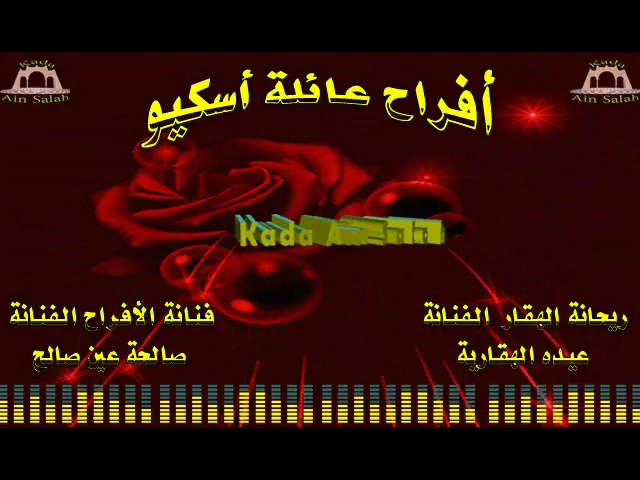 Kada
Ain Salah
Kada
Ain Salah
أفراح عائلة أسكيو
Kada
ريحانة الهقار الفنانة
عيده الهقارية
فنانة الأفراح الفنانة
صالحة عين صالح